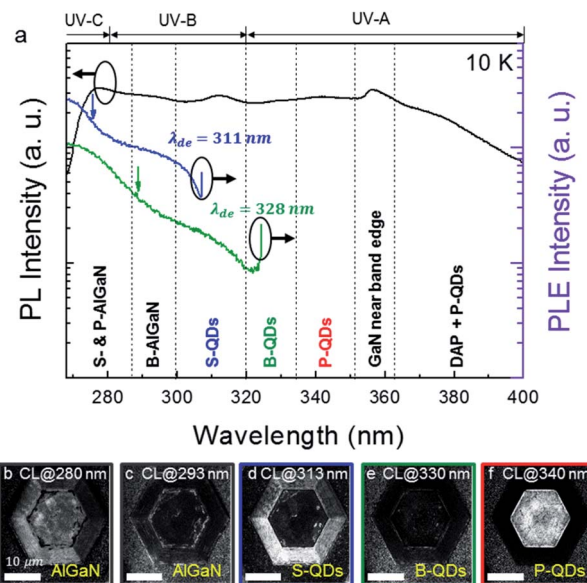 UV-C UV-B UV-A
a
10 K
λde = 311 nm
λde = 328 nm
PL Intensity (a. u.)
PLE Intensity (a. u.)
S- & P-AlGaN
B-AlGaN
S-QDs
B-QDs
P-QDs
GaN near band edge
DAP + P-QDs
280 300 320 340 360 380 400
Wavelength (nm)
b CL@280 nm
10 μm
AlGaN
c CL@293 nm
AlGaN
d CL@313 nm
S-QDs
e CL@330 nm
B-QDs
f CL@340 nm
P-QDs